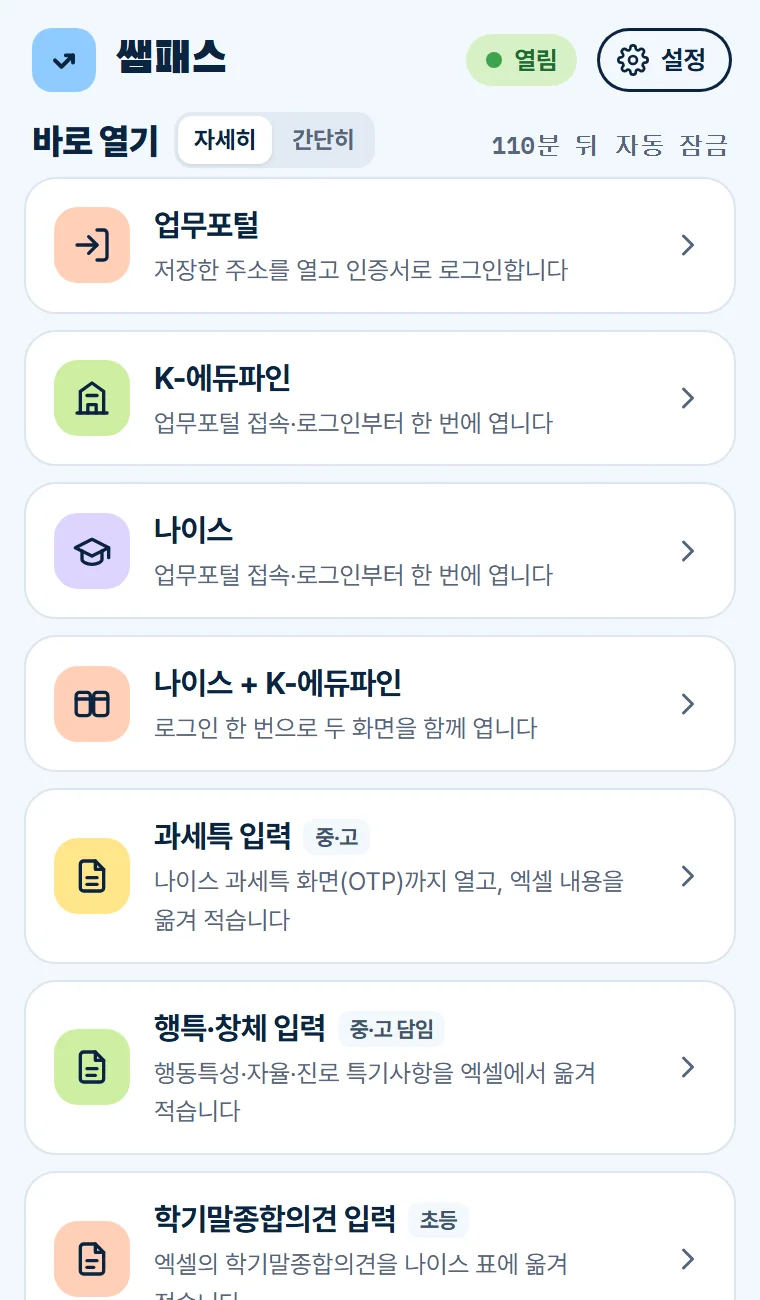 쌤패스
열림
설정
바로 열기
자세히
간단히
110분 뒤 자동 잠금
업무포털
저장한 주소를 열고 인증서로 로그인합니다
K-에듀파인
업무포털 접속·로그인부터 한 번에 엽니다
나이스
업무포털 접속·로그인부터 한 번에 엽니다
나이스 + K-에듀파인
로그인 한 번으로 두 화면을 함께 엽니다
과세특 입력 중·고
나이스 과세특 화면(OTP)까지 열고, 엑셀 내용을
옮겨 적습니다
행특·창체 입력 중·고 담임
행동특성·자율·진로 특기사항을 엑셀에서 옮겨
적습니다
학기말종합의견 입력 초등
엑셀의 학기말종합의견을 나이스 표에 옮겨